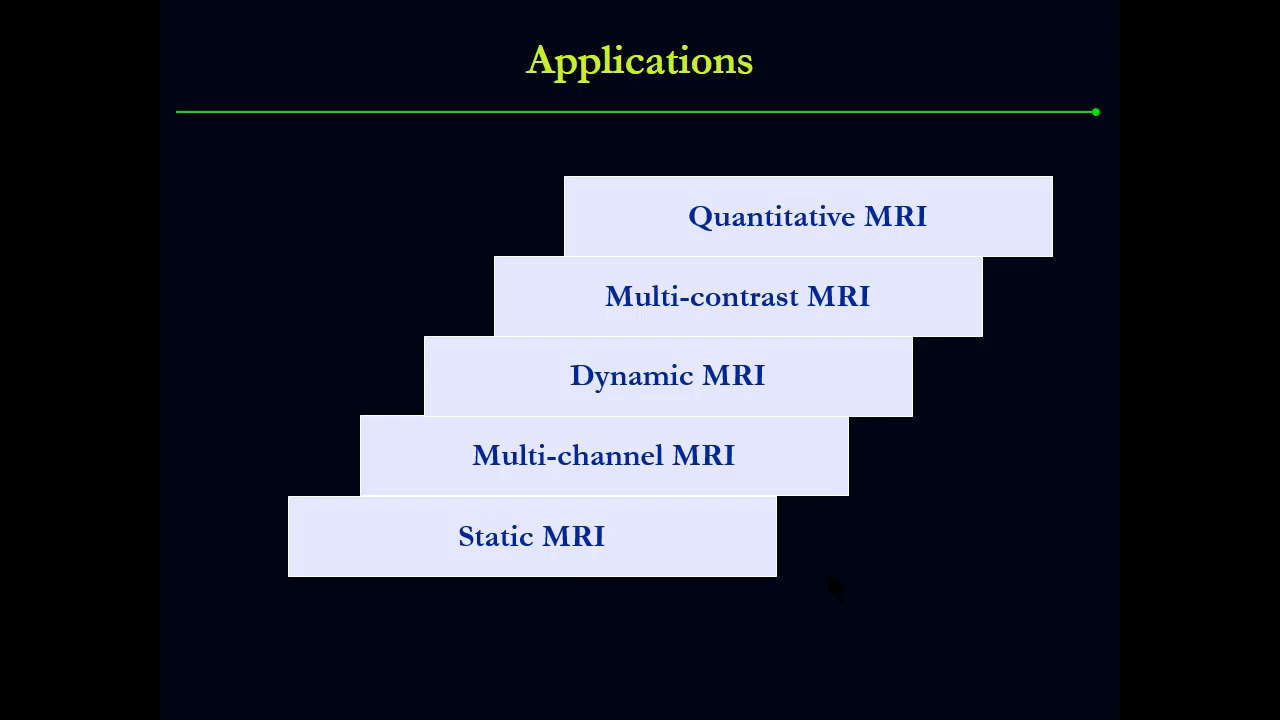 Applications
Quantitative MRI
Multi-contrast MRI
Dynamic MRI
Multi-channel MRI
Static MRI